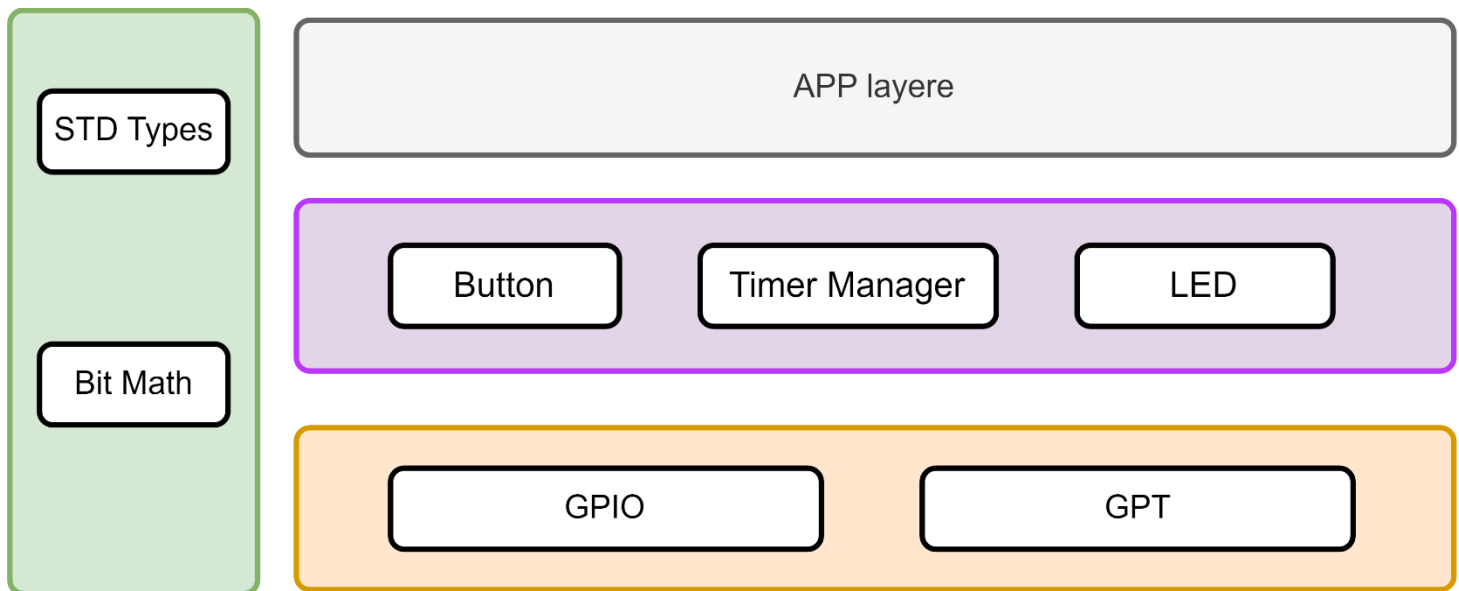 STD Types
Bit Math
APP layere
Button
Timer Manager
LED
GPIO
GPT